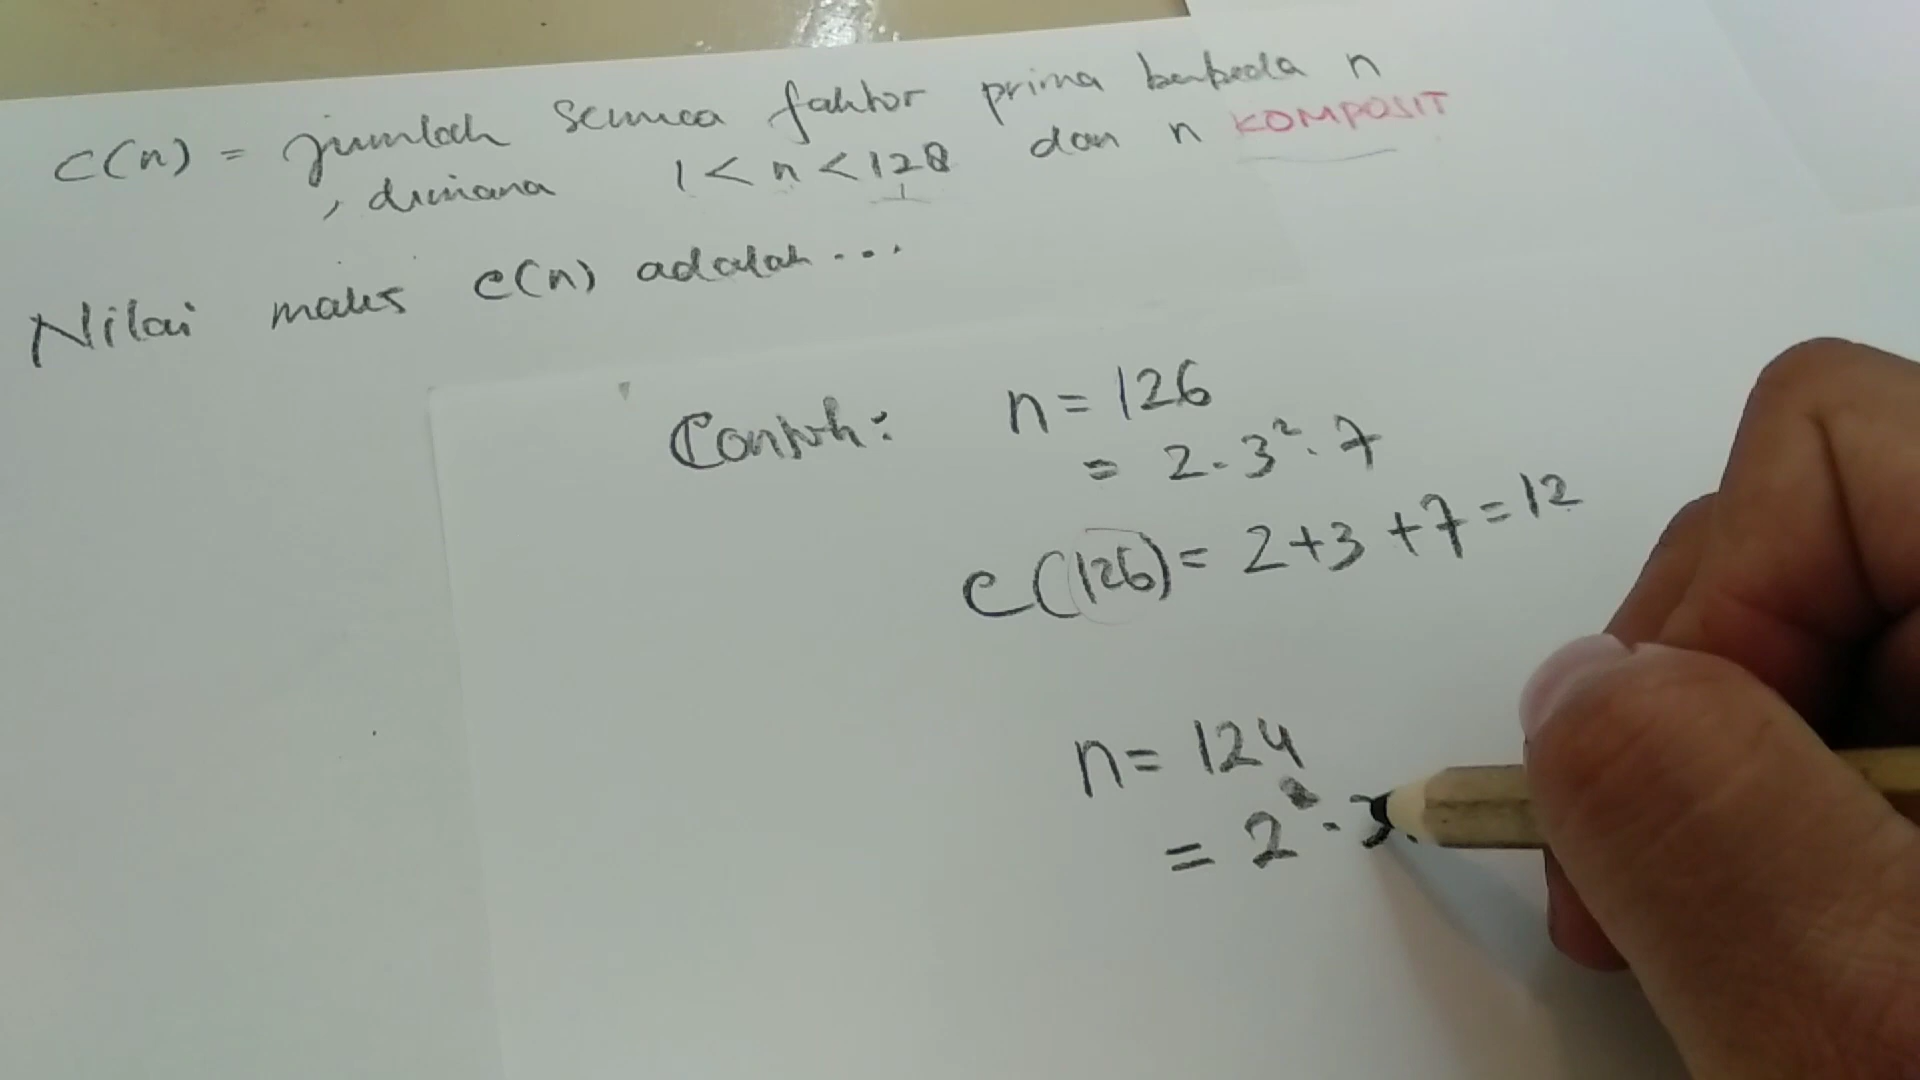 C(n) = jumlah semua faktor prima berbeda n
, dimana 1 < n < 128 dan n KOMPOSIT
Nilai maks C(n) adalah...
Contoh: n = 126
= 2 · 3² · 7
C(126) = 2+3+7=12
n = 124
= 2² · 3